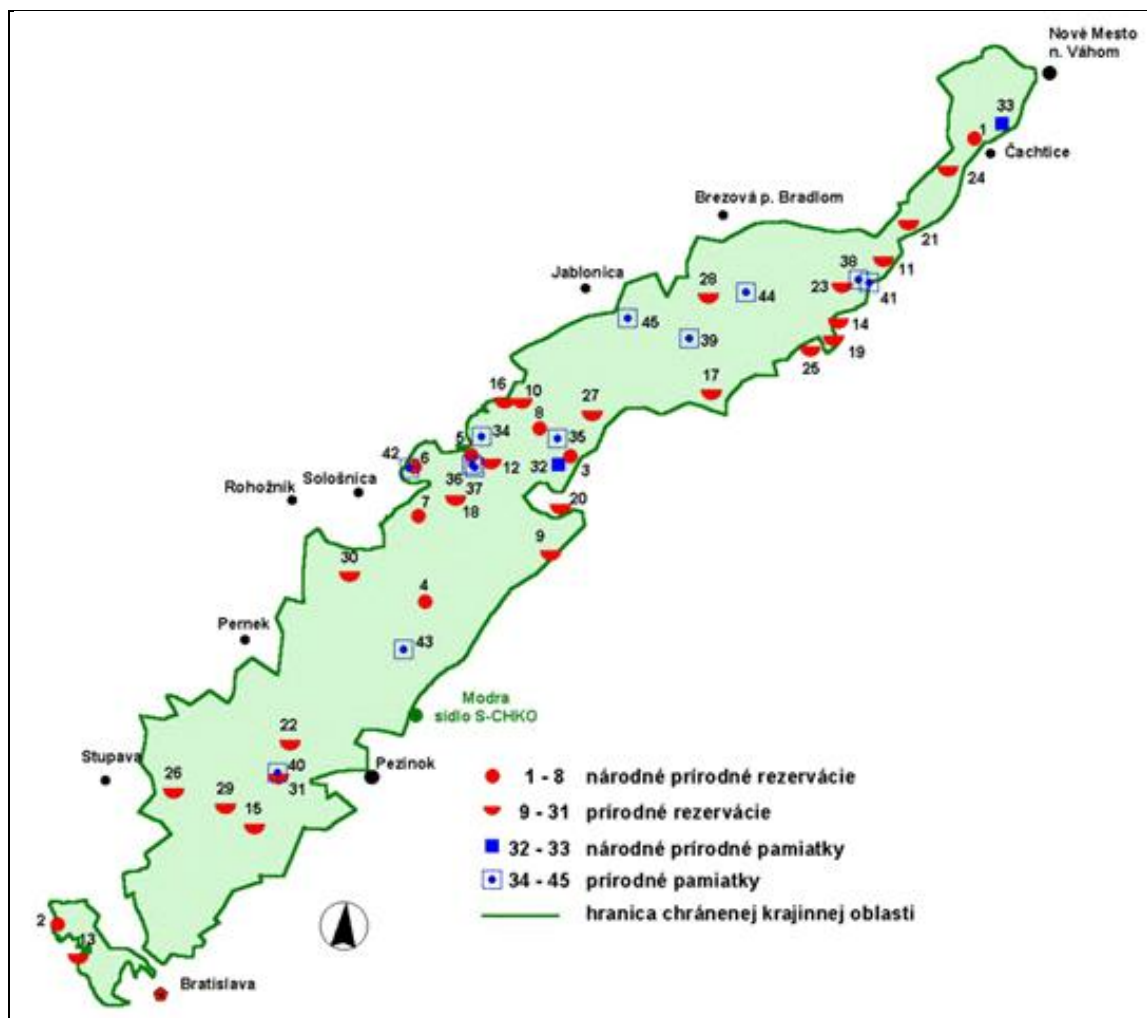 Nové Mesto
n. Váhom
33
1
Čachtice
24
Brezová p. Bradlom
21
11
38
Jablonica
28
44
23
41
45
14
39
19
25
16
10
27
17
8
5
34
35
42
6
12
32
3
36
37
Sološnica
Rohožník
18
7
20
9
30
4
Pernek
43
Modra
sídlo S-CHKO
22
Stupava
40
Pezinok
26
31
29
15
1 - 8 národné prírodné rezervácie
9 - 31 prírodné rezervácie
32 - 33 národné prírodné pamiatky
34 - 45 prírodné pamiatky
hranica chránenej krajinnej oblasti
2
13
Bratislava